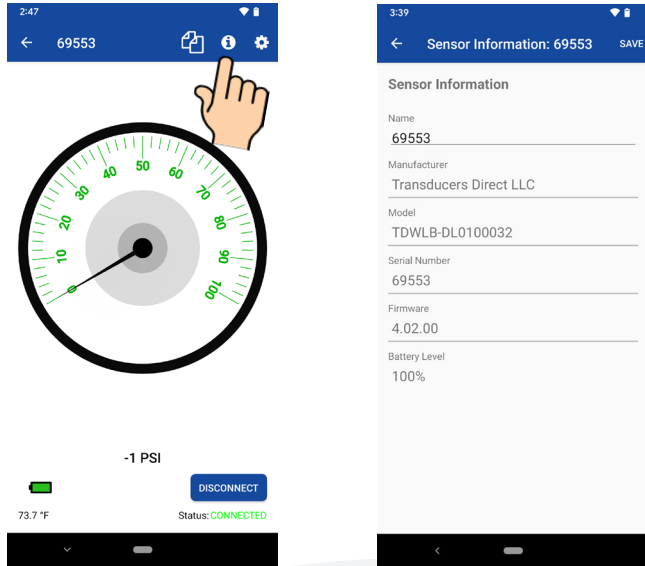 2:47
69553
0
10
20
30
40
50
60
70
80
90
100
-1 PSI
DISCONNECT
73.7 °F
Status: CONNECTED
3:39
Sensor Information: 69553
SAVE
Sensor Information
Name
69553
Manufacturer
Transducers Direct LLC
Model
TDWLB-DL0100032
Serial Number
69553
Firmware
4.02.00
Battery Level
100%